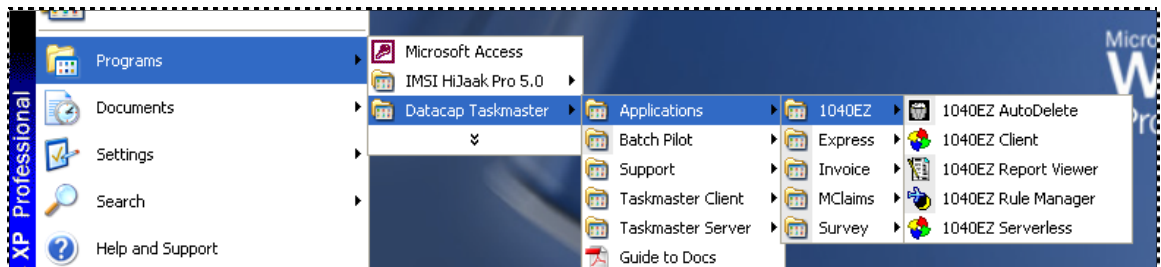 XP Professional
Programs
Documents
Settings
Search
Help and Support
Microsoft Access
IMSI HiJaak Pro 5.0
Datacap Taskmaster
Applications
Batch Pilot
Support
Taskmaster Client
Taskmaster Server
Guide to Docs
1040EZ
Express
Invoice
MClaims
Survey
1040EZ AutoDelete
1040EZ Client
1040EZ Report Viewer
1040EZ Rule Manager
1040EZ Serverless
Micro
W
Pro